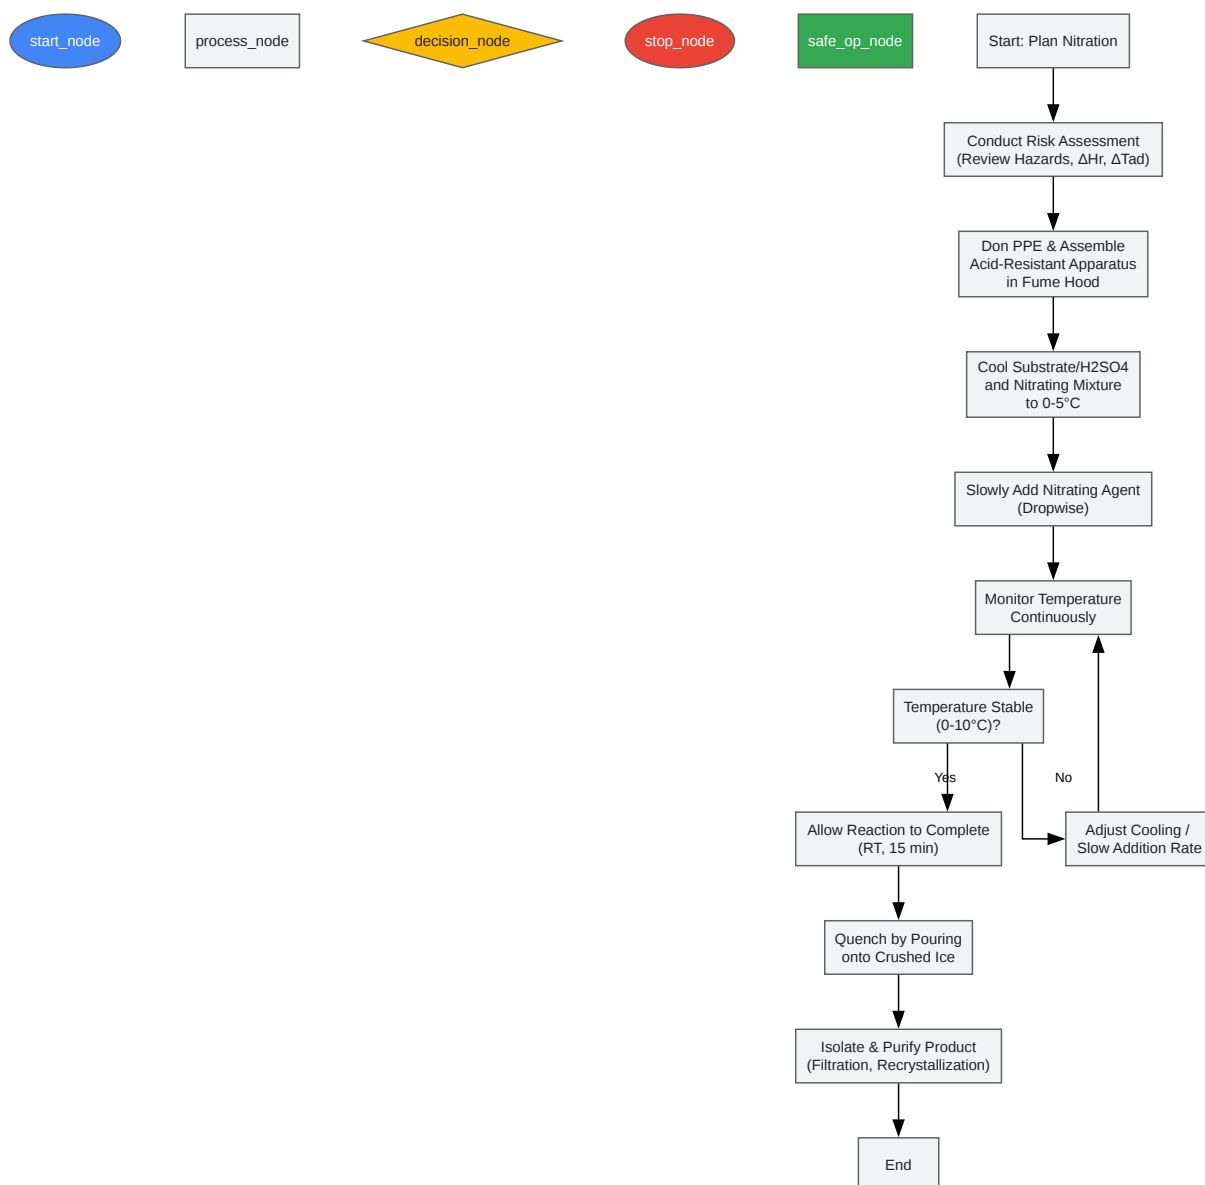 start_node
process_node
decision_node
stop_node
safe_op_node
Start: Plan Nitration
Conduct Risk Assessment
(Review Hazards, ΔHr, ΔTad)
Don PPE & Assemble
Acid-Resistant Apparatus
in Fume Hood
Cool Substrate/H2SO4
and Nitrating Mixture
to 0-5°C
Slowly Add Nitrating Agent
(Dropwise)
Monitor Temperature
Continuously
Temperature Stable
(0-10°C)?
Yes
No
Allow Reaction to Complete
(RT, 15 min)
Adjust Cooling /
Slow Addition Rate
Quench by Pouring
onto Crushed Ice
Isolate & Purify Product
(Filtration, Recrystallization)
End